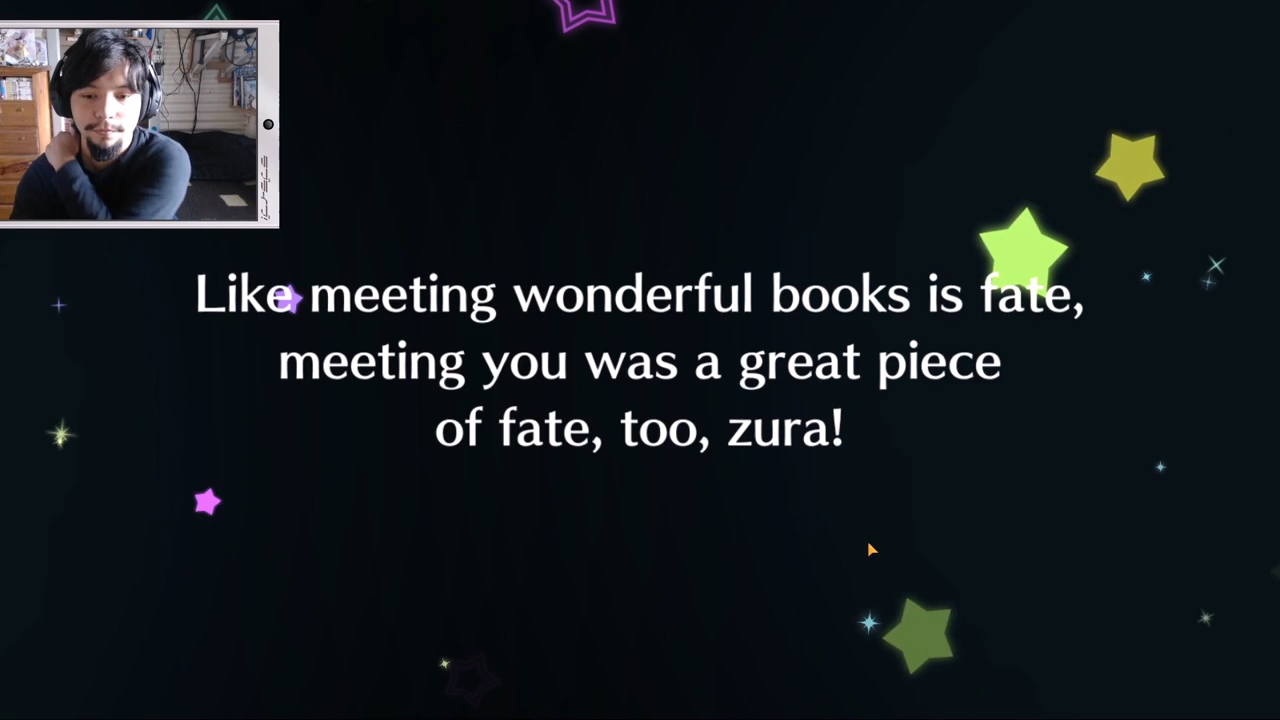 Like meeting wonderful books is fate,
meeting you was a great piece
of fate, too, zura!